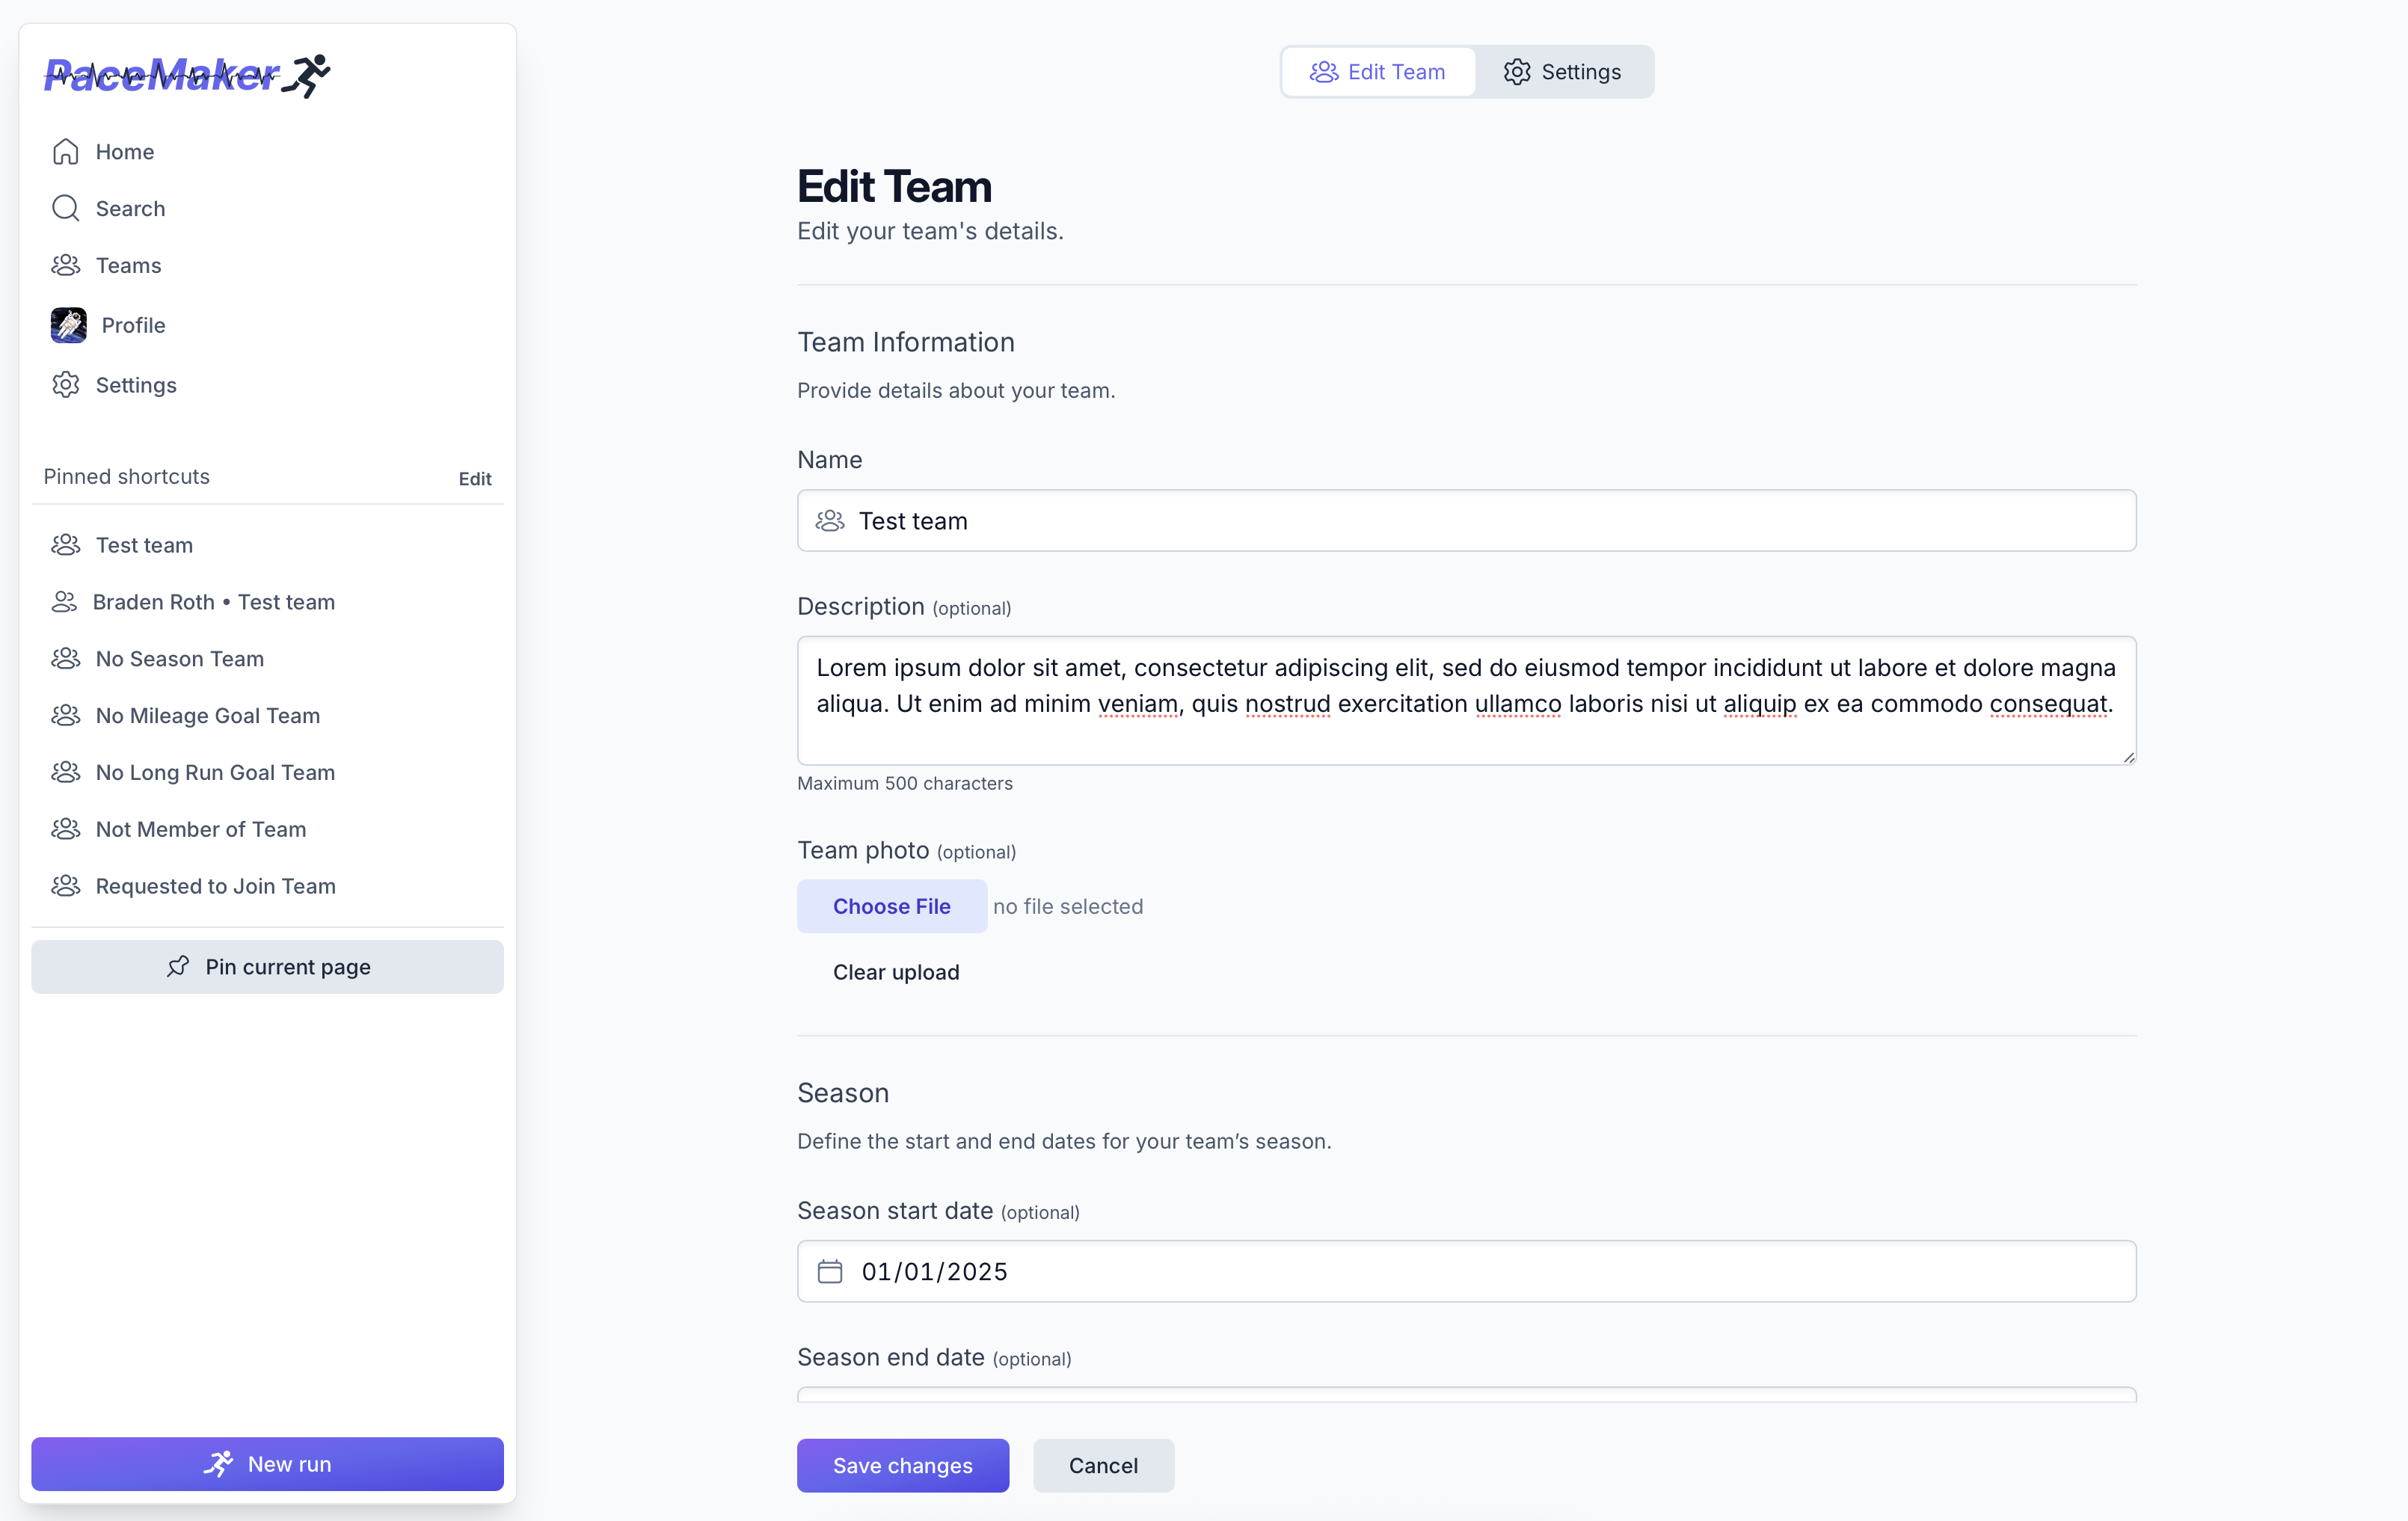 PaceMaker
Home
Search
Teams
Profile
Settings
Pinned shortcuts
Edit
Test team
Braden Roth • Test team
No Season Team
No Mileage Goal Team
No Long Run Goal Team
Not Member of Team
Requested to Join Team
Pin current page
New run
Edit Team
Settings
Edit Team
Edit your team's details.
Team Information
Provide details about your team.
Name
Test team
Description (optional)
Lorem ipsum dolor sit amet, consectetur adipiscing elit, sed do eiusmod tempor incididunt ut labore et dolore magna
aliqua. Ut enim ad minim veniam, quis nostrud exercitation ullamco laboris nisi ut aliquip ex ea commodo consequat.
Maximum 500 characters
Team photo (optional)
Choose File no file selected
Clear upload
Season
Define the start and end dates for your team’s season.
Season start date (optional)
01/01/2025
Season end date (optional)
Save changes
Cancel